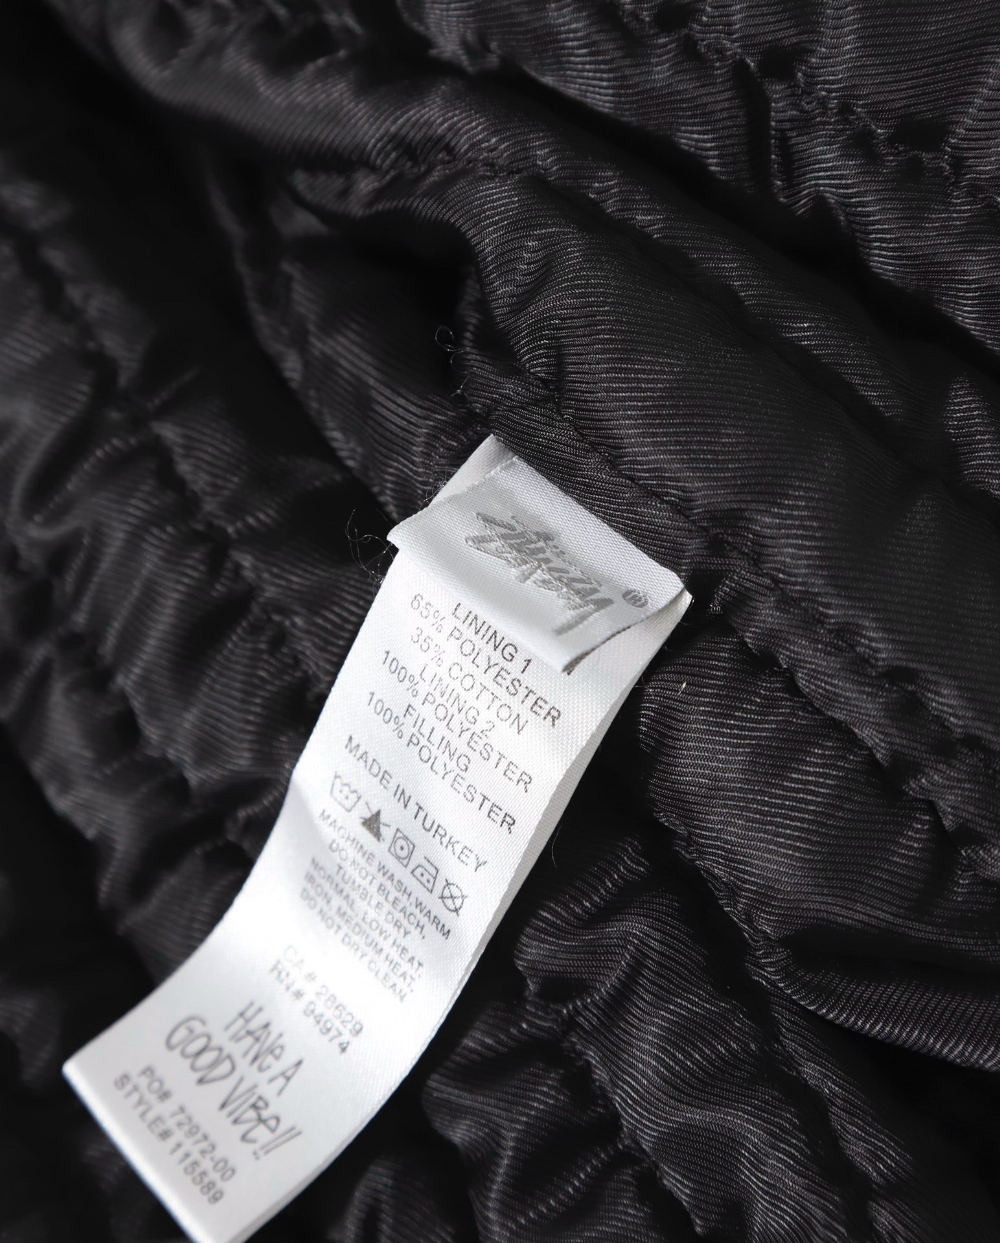 Stüssy ®
LINING 1
65% POLYESTER
35% COTTON
LINING 2
100% POLYESTER
FILLING
100% POLYESTER
MADE IN TURKEY
MACHINE WASH WARM
DO NOT BLEACH,
TUMBLE DRY
NORMAL, LOW HEAT,
IRON, MEDIUM HEAT,
DO NOT DRY CLEAN,
CA# 28629
RN# 94974
HAVE A
GOOD VIBE!!
PO# 72972-00
STYLE# 115589